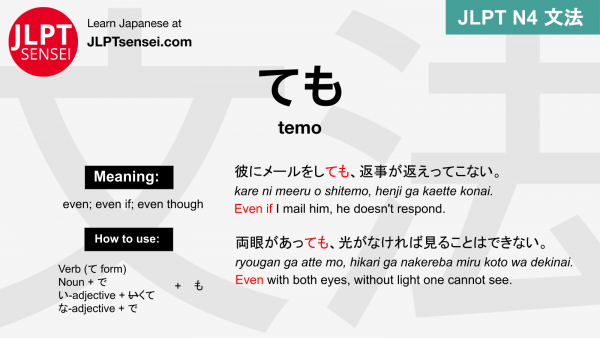 JLPT
SENSEI
Learn Japanese at
JLPTsensei.com
JLPT N4 文法
文法
ても
temo
Meaning:
even; even if; even though
How to use:
Verb (て form)
Noun + で
い-adjective + いくて
な-adjective + で
+ も
彼にメールをしても、返事が返えってこない。
kare ni meeru o shitemo, henji ga kaette konai.
Even if I mail him, he doesn't respond.
両眼があっても、光がなければ見ることはできない。
ryougan ga atte mo, hikari ga nakereba miru koto wa dekinai.
Even with both eyes, without light one cannot see.